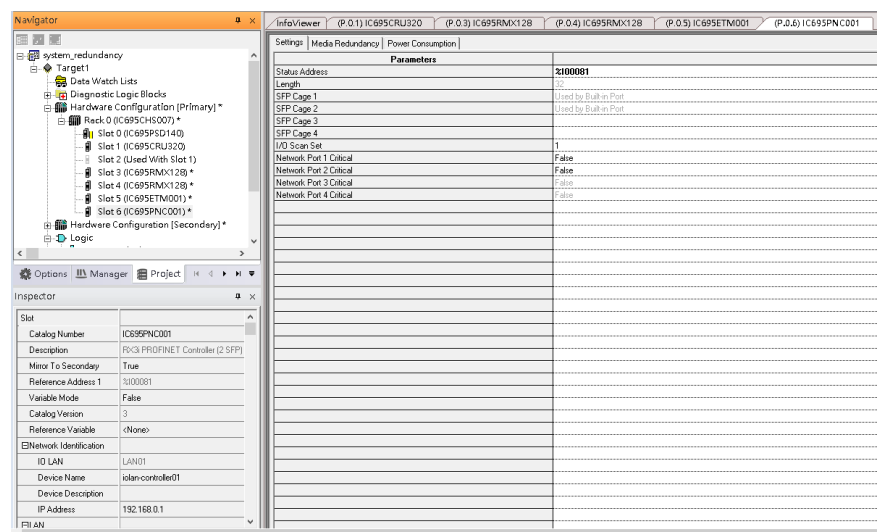 Navigator
InfoViewer
(P.0.1) IC695CRU320
(P.0.3) IC695RMX128
(P.0.4) IC695RMX128
(P.0.5) IC695ETM001
(P.0.6) IC695PNC001
system_redundancy
Target1
Data Watch Lists
Diagnostic Logic Blocks
Hardware Configuration [Primary] *
Rack 0 (IC695CHS007) *
Slot 0 (IC695PSD140)
Slot 1 (IC695CRU320)
Slot 2 (Used With Slot 1)
Slot 3 (IC695RMX128) *
Slot 4 (IC695RMX128) *
Slot 5 (IC695ETM001) *
Slot 6 (IC695PNC001) *
Hardware Configuration [Secondary] *
Logic
Options Manager Project
Settings Media Redundancy Power Consumption
Parameters
Status Address %I00081
Length 32
SFP Cage 1 Used by Built-in Port
SFP Cage 2 Used by Built-in Port
SFP Cage 3
SFP Cage 4
I/O Scan Set 1
Network Port 1 Critical False
Network Port 2 Critical False
Network Port 3 Critical False
Network Port 4 Critical False
Inspector
Slot
Catalog Number IC695PNC001
Description RX3i PROFINET Controller (2 SFP)
Mirror To Secondary True
Reference Address 1 %I00081
Variable Mode False
Catalog Version 3
Reference Variable <None>
Network Identification
IO LAN LAN01
Device Name iolan-controller01
Device Description
IP Address 192.168.0.1
LAN